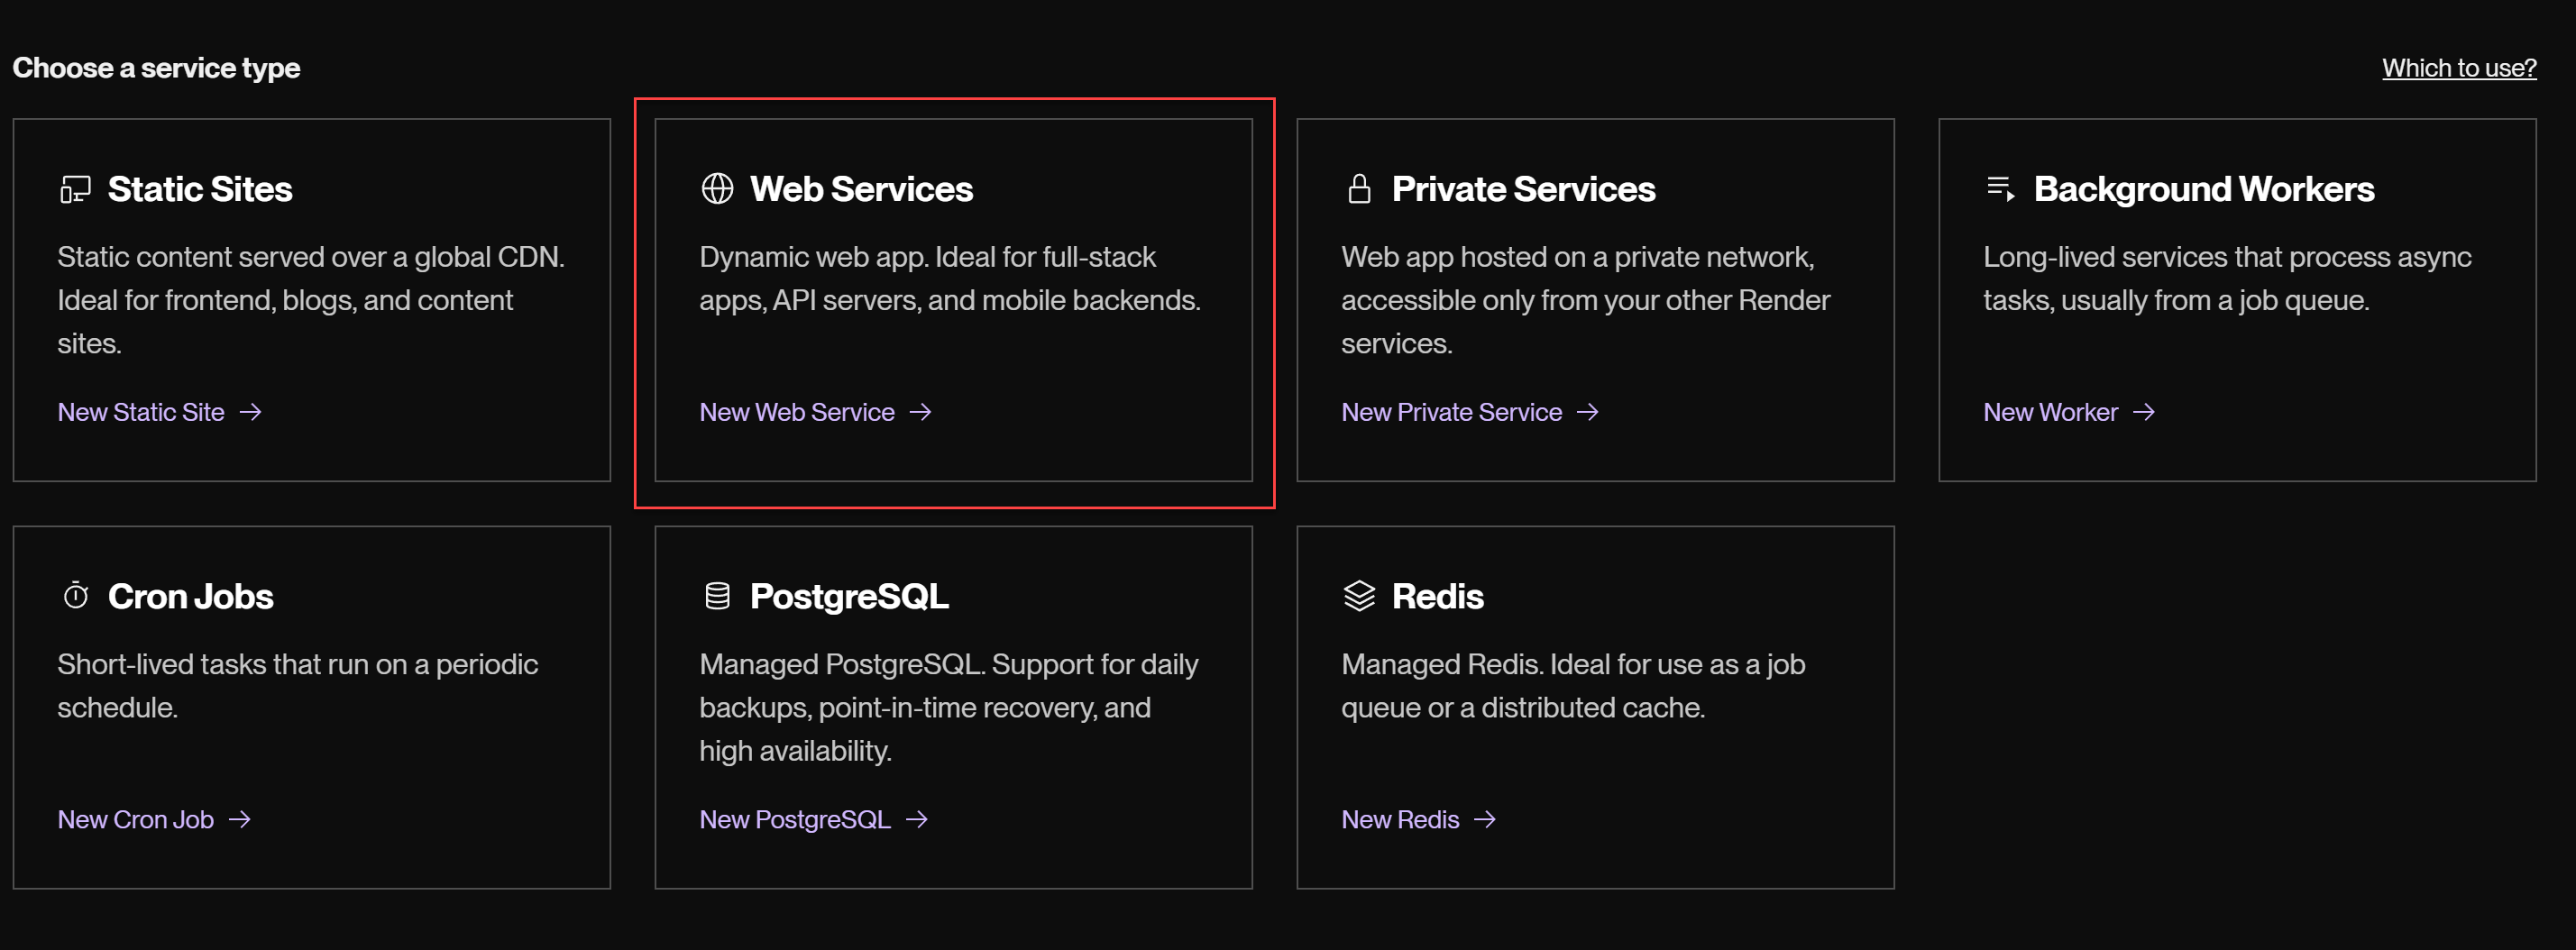 Choose a service type
Which to use?
Static Sites
Static content served over a global CDN.
Ideal for frontend, blogs, and content
sites.
New Static Site
Web Services
Dynamic web app. Ideal for full-stack
apps, API servers, and mobile backends.
New Web Service
Private Services
Web app hosted on a private network,
accessible only from your other Render
services.
New Private Service
Background Workers
Long-lived services that process async
tasks, usually from a job queue.
New Worker
Cron Jobs
Short-lived tasks that run on a periodic
schedule.
New Cron Job
PostgreSQL
Managed PostgreSQL. Support for daily
backups, point-in-time recovery, and
high availability.
New PostgreSQL
Redis
Managed Redis. Ideal for use as a job
queue or a distributed cache.
New Redis